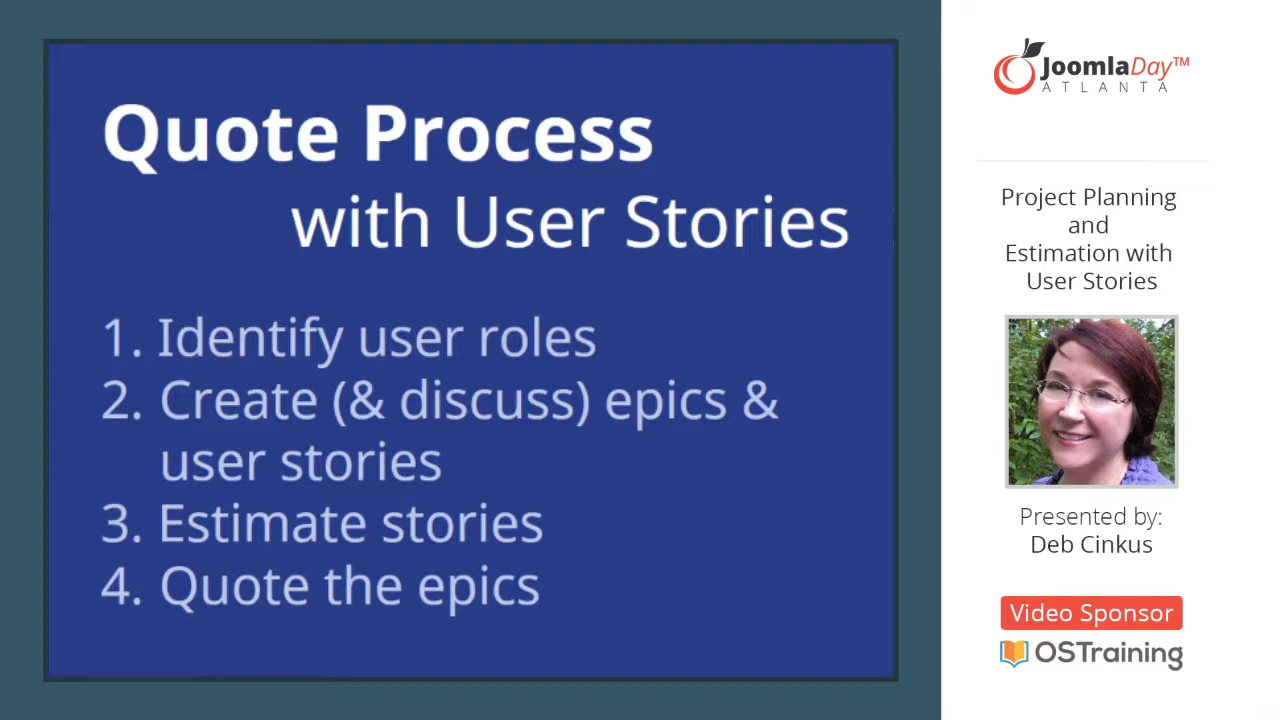 Quote Process
with User Stories
1. Identify user roles
2. Create (& discuss) epics &
user stories
3. Estimate stories
4. Quote the epics
JoomlaDay™
ATLANTA
Project Planning
and
Estimation with
User Stories
Presented by:
Deb Cinkus
Video Sponsor
OSTraining